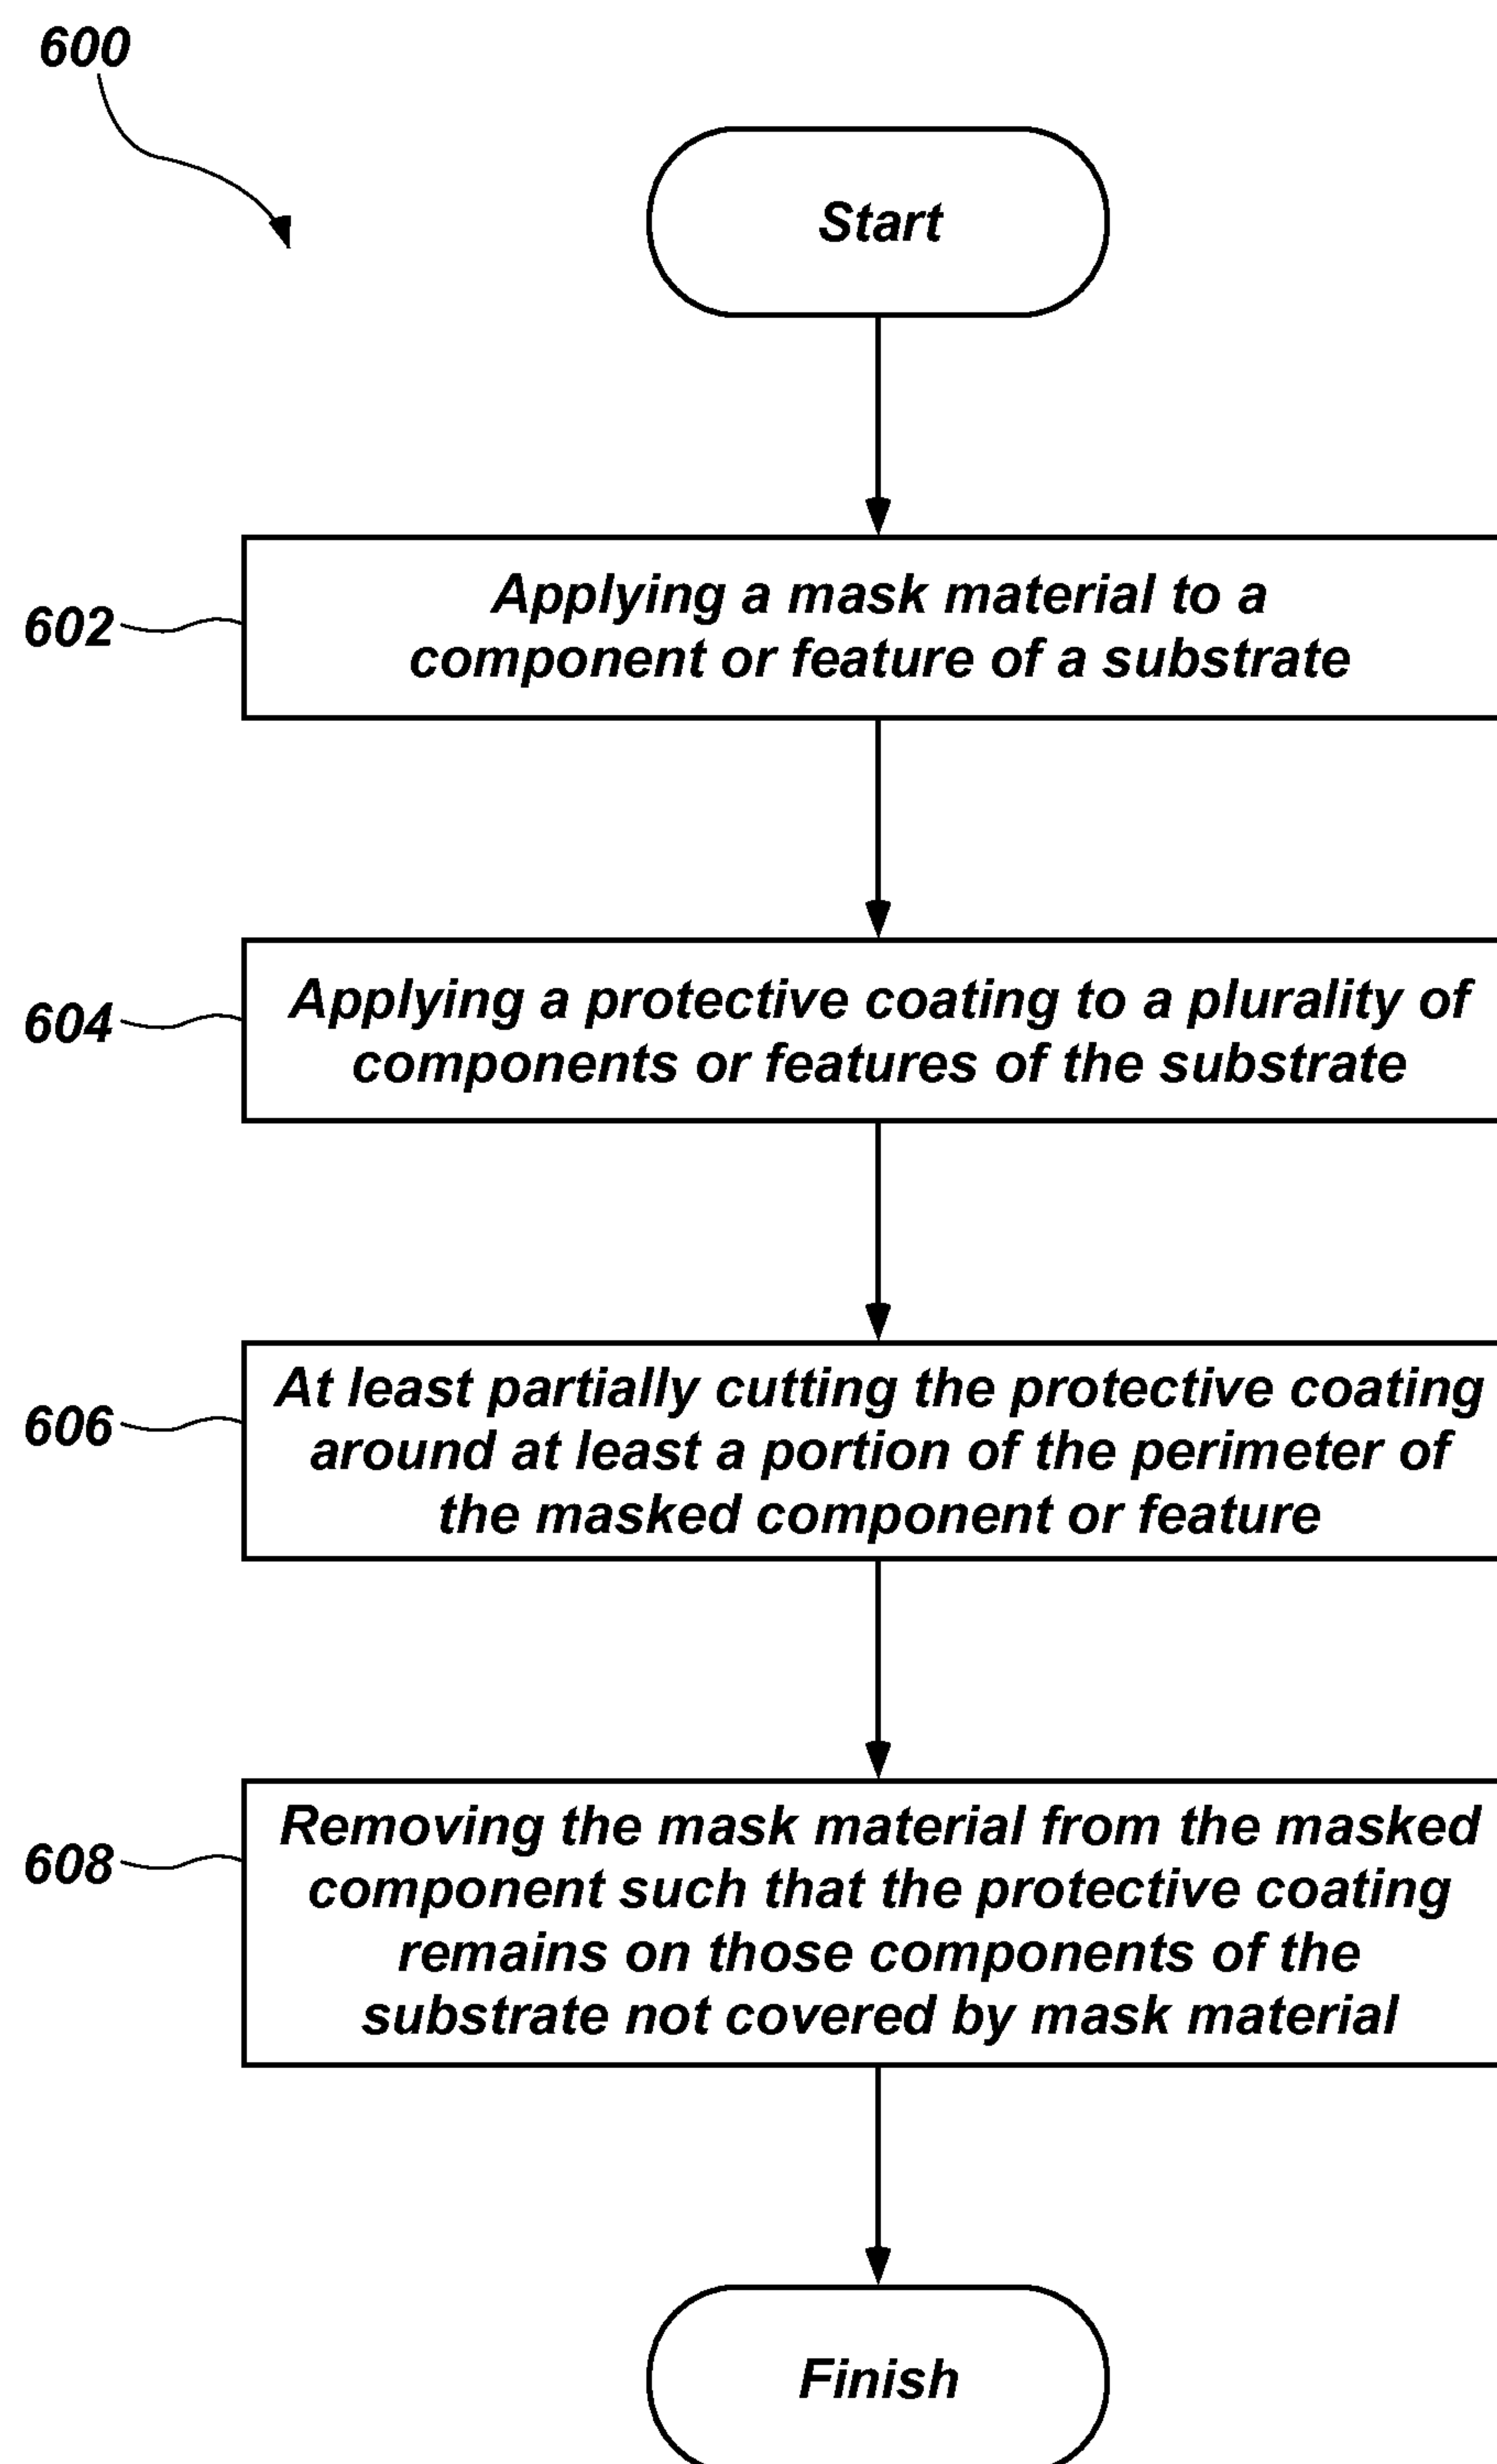 600
Start
602
Applying a mask material to a
component or feature of a substrate
604
Applying a protective coating to a plurality of
components or features of the substrate
606
At least partially cutting the protective coating
around at least a portion of the perimeter of
the masked component or feature
608
Removing the mask material from the masked
component such that the protective coating
remains on those components of the
substrate not covered by mask material
Finish